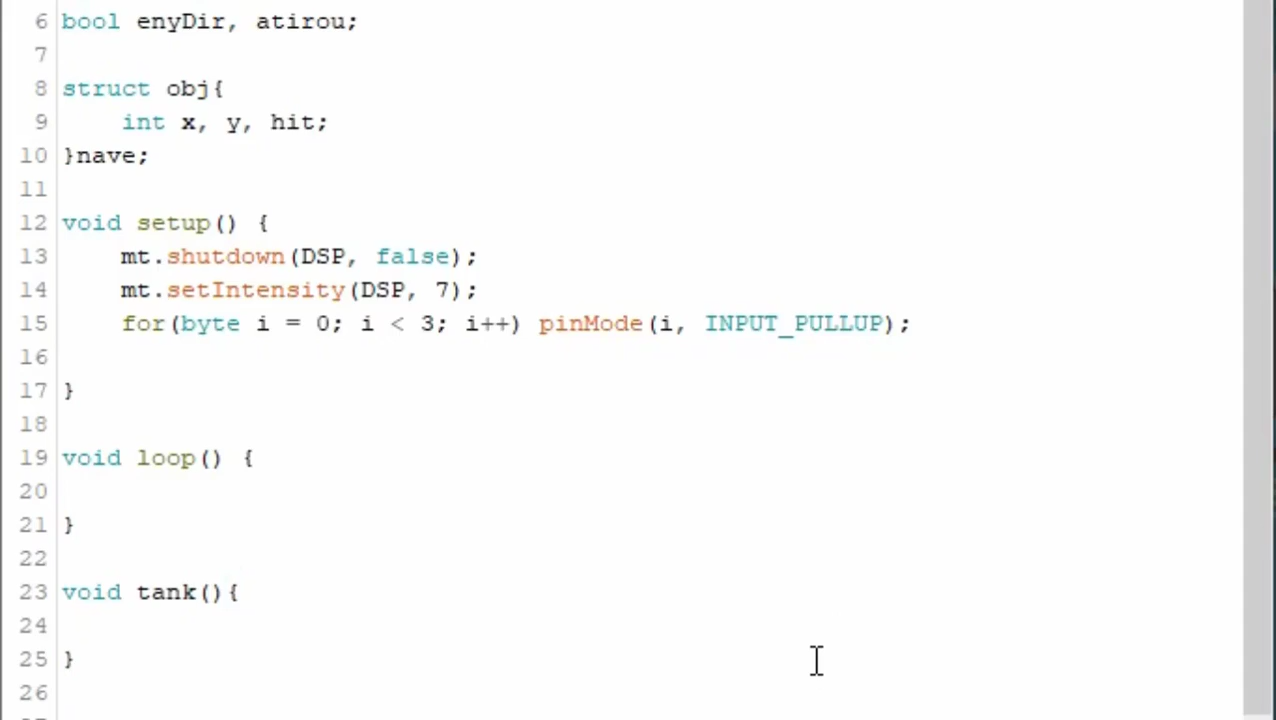 6 bool enyDir, atirou;
7
8 struct obj{
9     int x, y, hit;
10 }nave;
11
12 void setup() {
13     mt.shutdown(DSP, false);
14     mt.setIntensity(DSP, 7);
15     for(byte i = 0; i < 3; i++) pinMode(i, INPUT_PULLUP);
16
17 }
18
19 void loop() {
20
21 }
22
23 void tank(){
24
25 }
26